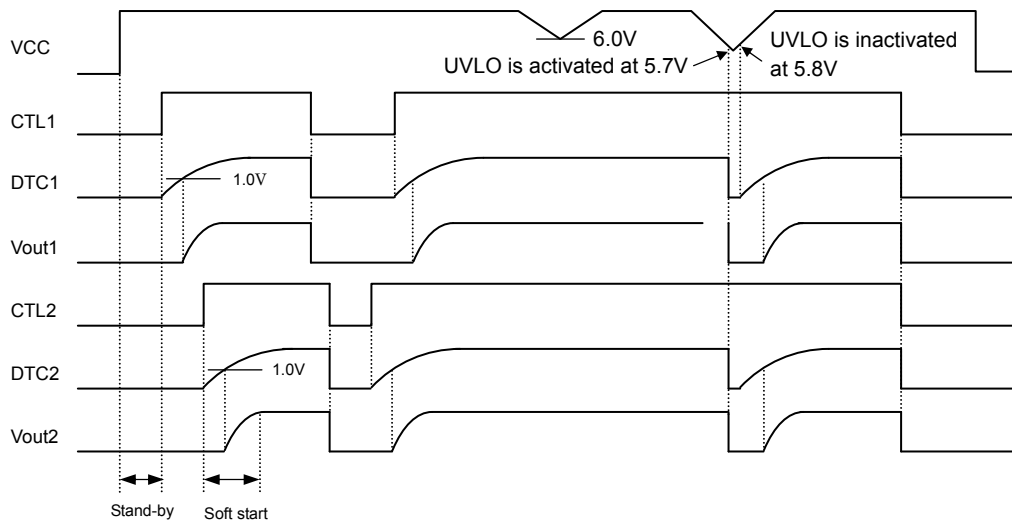 VCC
6.0V
UVLO is activated at 5.7V
UVLO is inactivated
at 5.8V
CTL1
DTC1
1.0V
Vout1
CTL2
DTC2
1.0V
Vout2
Stand-by
Soft start